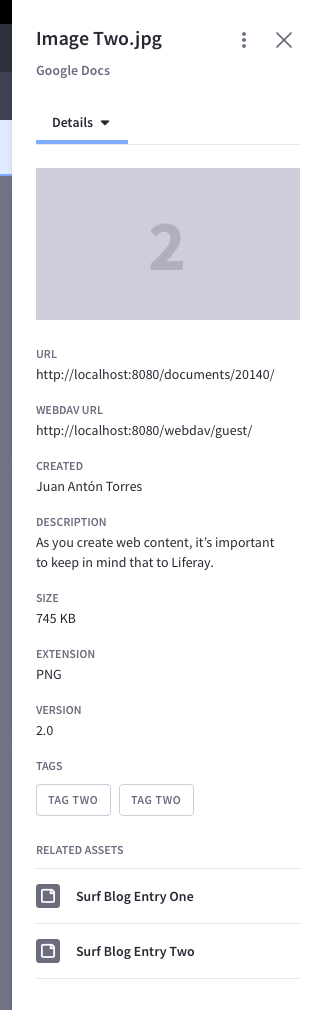 Image Two.jpg
Google Docs
Details
2
URL
http://localhost:8080/documents/20140/
WEBDAV URL
http://localhost:8080/webdav/guest/
CREATED
Juan Antón Torres
DESCRIPTION
As you create web content, it’s important
to keep in mind that to Liferay.
SIZE
745 KB
EXTENSION
PNG
VERSION
2.0
TAGS
TAG TWO TAG TWO
RELATED ASSETS
Surf Blog Entry One
Surf Blog Entry Two